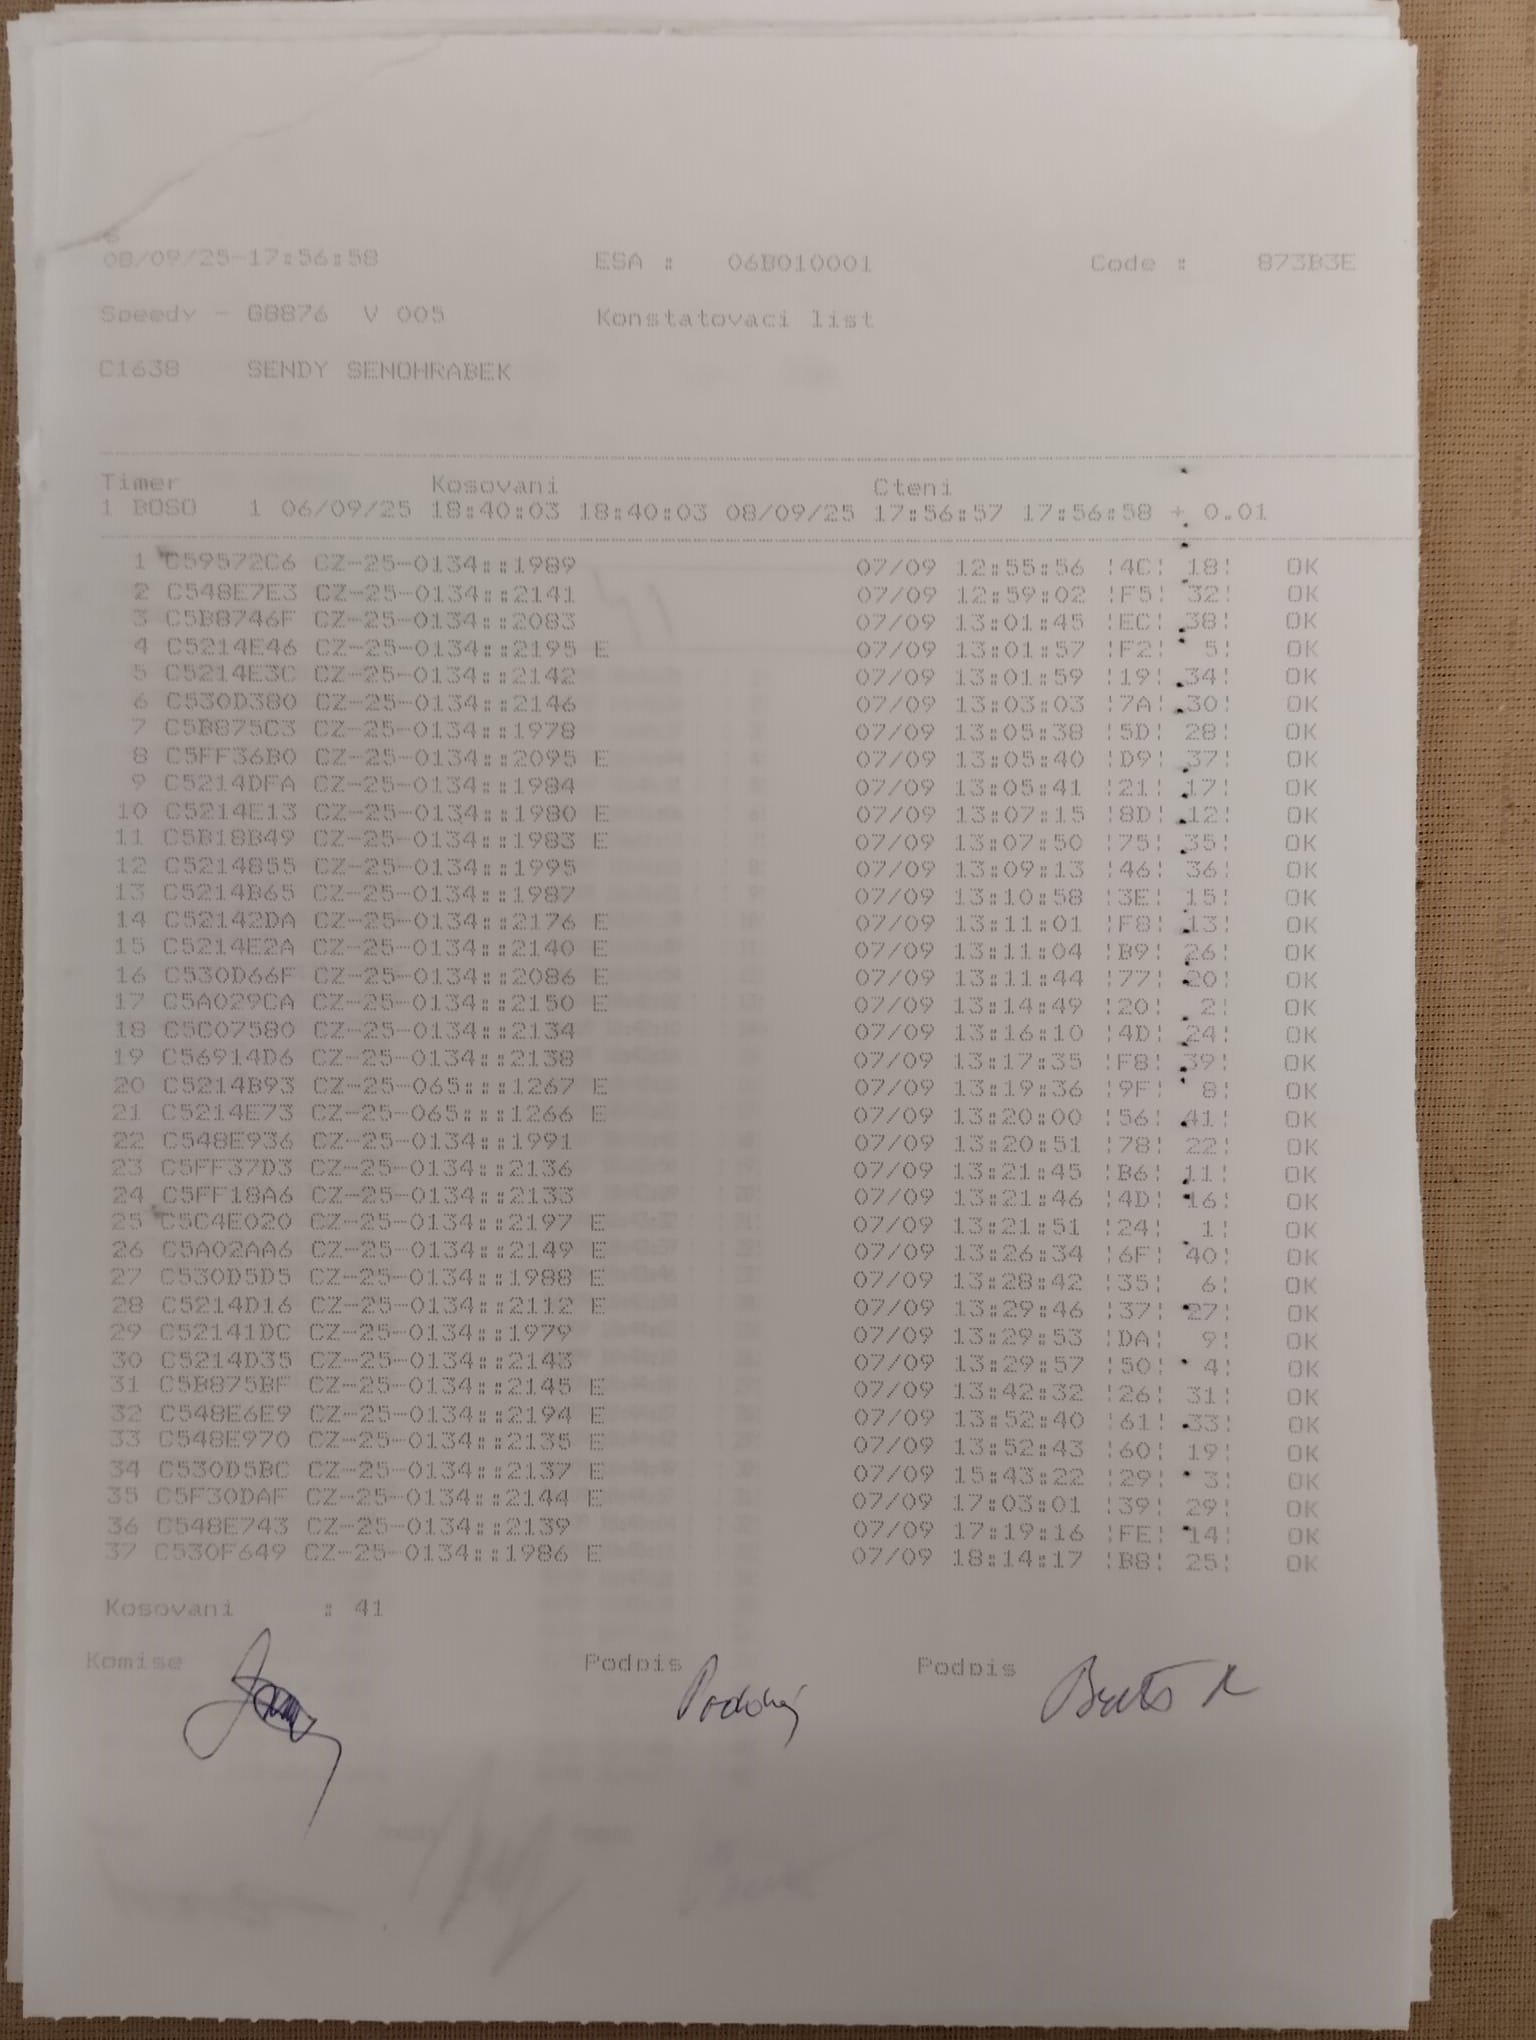 08/09/25-17:56:58 ESA : 06B010001 Code : 873B3E
Speedy - G8876 V 005 Konstatovaci list
C1638 SENDY SENOHRABEK
Timer Kosovani Cteni
1 BOSO 1 06/09/25 18:40:03 18:40:03 08/09/25 17:56:57 17:56:58 + 0.01
1 C59572C6 CZ-25-0134:::1989 07/09 12:55:56 !4C! 18! OK
2 C548E7E3 CZ-25-0134:::2141 07/09 12:59:02 !F5! 32! OK
3 C5B8746F CZ-25-0134:::2083 07/09 13:01:45 !EC! 38! OK
4 C5214E46 CZ-25-0134:::2195 E 07/09 13:01:57 !F2! 5! OK
5 C5214E3C CZ-25-0134:::2142 07/09 13:01:59 !19! 34! OK
6 C530D380 CZ-25-0134:::2146 07/09 13:03:03 !7A! 30! OK
7 C5B875C3 CZ-25-0134:::1978 07/09 13:05:38 !5D! 28! OK
8 C5FF36B0 CZ-25-0134:::2095 E 07/09 13:05:40 !D9! 37! OK
9 C5214DFA CZ-25-0134:::1984 07/09 13:05:41 !21! 17! OK
10 C5214E13 CZ-25-0134:::1980 E 07/09 13:07:15 !8D! 12! OK
11 C5B18B49 CZ-25-0134:::1983 E 07/09 13:07:50 !75! 35! OK
12 C5214855 CZ-25-0134:::1995 07/09 13:09:13 !46! 36! OK
13 C5214B65 CZ-25-0134:::1987 07/09 13:10:58 !3E! 15! OK
14 C52142DA CZ-25-0134:::2176 E 07/09 13:11:01 !F8! 13! OK
15 C5214E2A CZ-25-0134:::2140 E 07/09 13:11:04 !B9! 26! OK
16 C530D66F CZ-25-0134:::2086 E 07/09 13:11:44 !77! 20! OK
17 C5A029CA CZ-25-0134:::2150 E 07/09 13:14:49 !20! 2! OK
18 C5C07580 CZ-25-0134:::2134 07/09 13:16:10 !4D! 24! OK
19 C56914D6 CZ-25-0134:::2138 07/09 13:17:35 !F8! 39! OK
20 C5214B93 CZ-25-065::::1267 E 07/09 13:19:36 !9F! 8! OK
21 C5214E73 CZ-25-065::::1266 E 07/09 13:20:00 !56! 41! OK
22 C548E936 CZ-25-0134:::1991 07/09 13:20:51 !78! 22! OK
23 C5FF37D3 CZ-25-0134:::2136 07/09 13:21:45 !B6! 11! OK
24 C5FF18A6 CZ-25-0134:::2133 07/09 13:21:46 !4D! 16! OK
25 C5C4E020 CZ-25-0134:::2197 E 07/09 13:21:51 !24! 1! OK
26 C5A02AA6 CZ-25-0134:::2149 E 07/09 13:26:34 !6F! 40! OK
27 C530D5D5 CZ-25-0134:::1988 E 07/09 13:28:42 !35! 6! OK
28 C5214D16 CZ-25-0134:::2112 E 07/09 13:29:46 !37! 27! OK
29 C52141DC CZ-25-0134:::1979 07/09 13:29:53 !DA! 9! OK
30 C5214D35 CZ-25-0134:::2143 07/09 13:29:57 !50! 4! OK
31 C5B875BF CZ-25-0134:::2145 E 07/09 13:42:32 !26! 31! OK
32 C548E6E9 CZ-25-0134:::2194 E 07/09 13:52:40 !61! 33! OK
33 C548E970 CZ-25-0134:::2135 E 07/09 13:52:43 !60! 19! OK
34 C530D5BC CZ-25-0134:::2137 E 07/09 15:43:22 !29! 3! OK
35 C5F30DAF CZ-25-0134:::2144 E 07/09 17:03:01 !39! 29! OK
36 C548E743 CZ-25-0134:::2139 07/09 17:19:16 !FE! 14! OK
37 C530F649 CZ-25-0134:::1986 E 07/09 18:14:17 !B8! 25! OK
Kosovani : 41
Komise Podpis Podpis